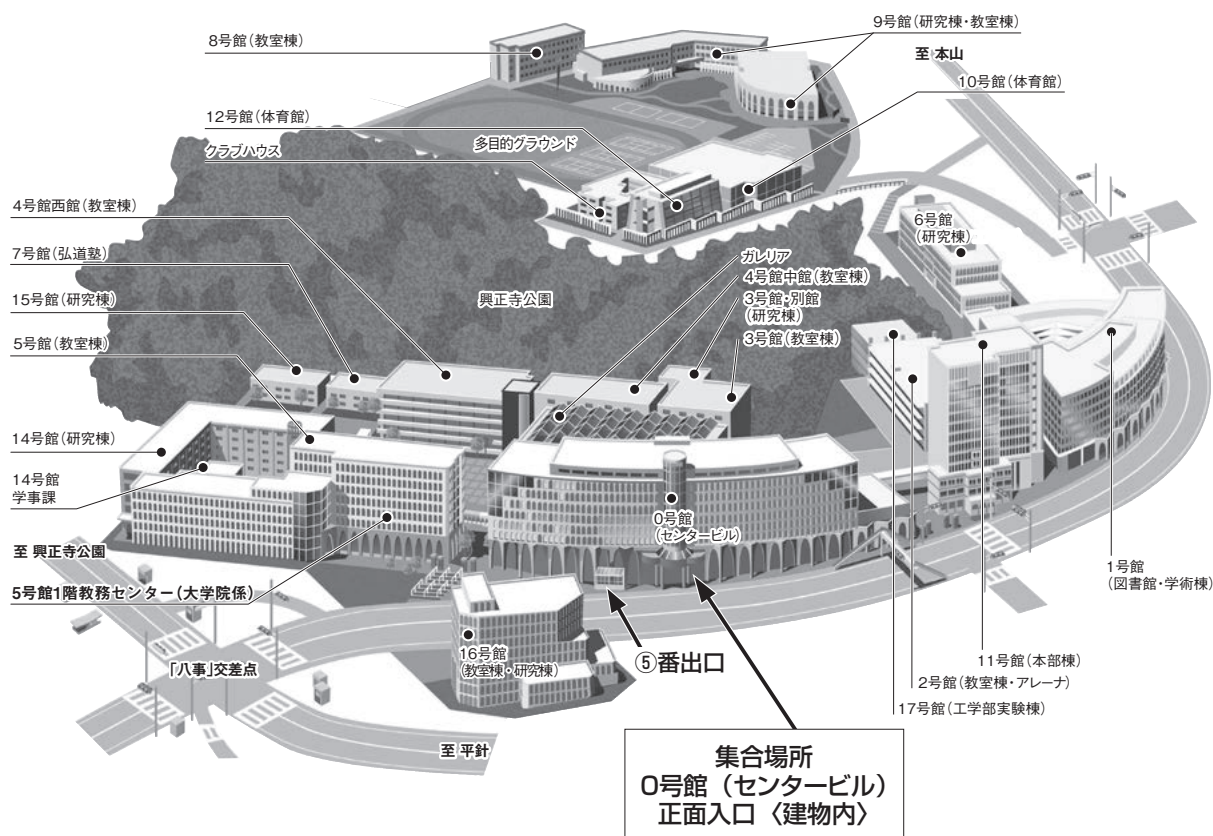 8号館(教室棟)
9号館(研究棟・教室棟)
至 本山
10号館(体育館)
12号館(体育館)
クラブハウス
多目的グラウンド
4号館西館(教室棟)
7号館(弘道塾)
15号館(研究棟)
5号館(教室棟)
14号館(研究棟)
14号館
学事課
至 興正寺公園
5号館1階教務センター(大学院係)
興正寺公園
ガレリア
4号館中館(教室棟)
3号館・別館
(研究棟)
3号館(教室棟)
6号館
(研究棟)
0号館
(センタービル)
1号館
(図書館・学術棟)
11号館(本部棟)
2号館(教室棟・アレーナ)
17号館(工学部実験棟)
16号館
(教室棟・研究棟)
⑤番出口
「八事」交差点
至 平針
集合場所
0号館(センタービル)
正面入口〈建物内〉